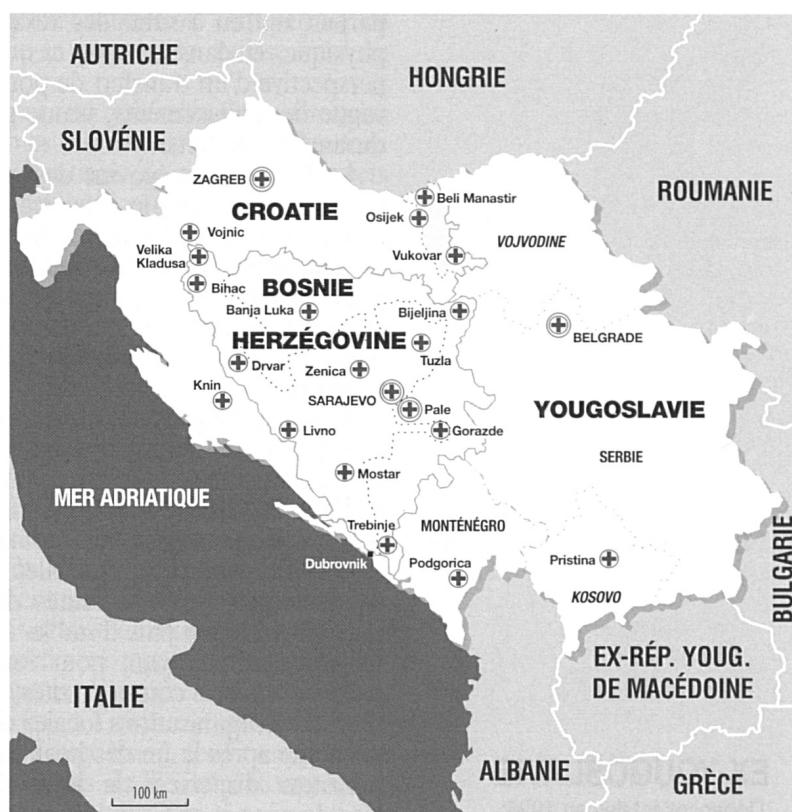 AUTRICHE
HONGRIE
SLOVÉNIE
ROUMANIE
ZAGREB
CROATIE
Beli Manastir
Osijek
VOJVODINE
Vojnic
Vukovar
Velika
Kladusa
BOSNIE
Bihac
Banja Luka
Bijeljina
BELGRADE
HERZÉGOVINE
Tuzla
Drvar
Zenica
Knin
SARAJEVO
Pale
YOUGOSLAVIE
Livno
Gorazde
SERBIE
Mostar
MER ADRIATIQUE
Trebinje
MONTÉNÉGRO
BULGARIE
Dubrovnik
Podgorica
Pristina
KOSOVO
EX-RÉP. YOUG.
DE MACÉDOINE
ITALIE
ALBANIE
GRÈCE
100 km